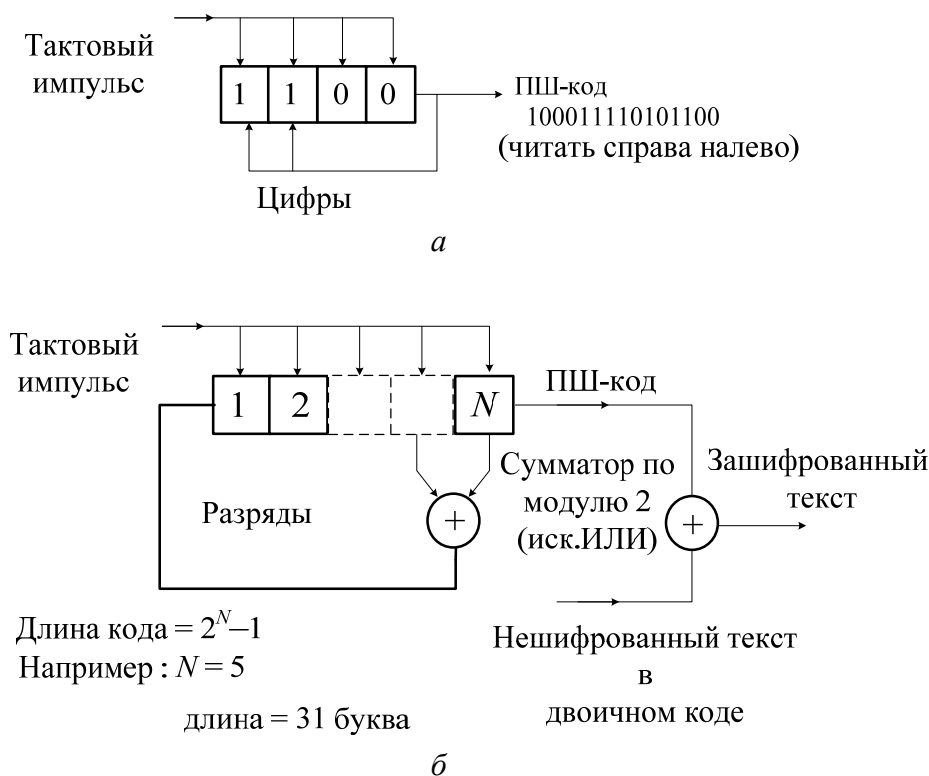 Тактовый
импульс
1 1 0 0
ПШ-код
100011110101100
(читать справа налево)
Цифры
а
Тактовый
импульс
1 2 N
ПШ-код
Сумматор по
модулю 2
(иск.ИЛИ)
Зашифрованный
текст
Разряды
+
+
Длина кода = 2^N–1
Например : N = 5
длина = 31 буква
Нешифрованный текст
в
двоичном коде
б